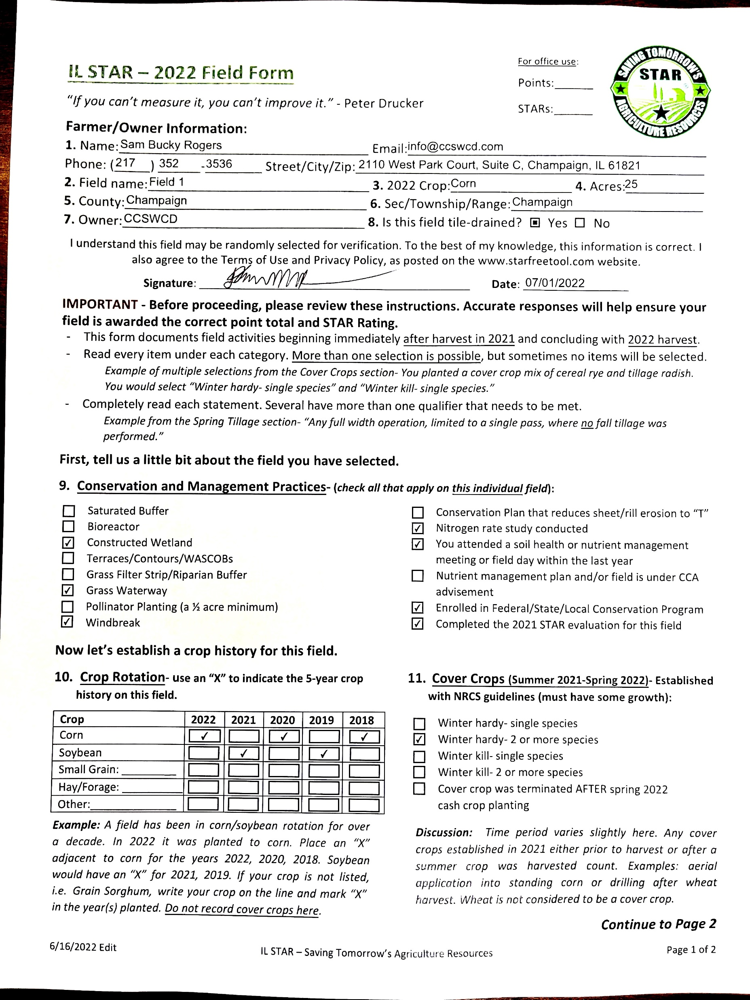 For office use:
IL STAR – 2022 Field Form
Points:
STARs:
SAVING TOMORROW'S
STAR
AGRICULTURE RESOURCES
"If you can't measure it, you can't improve it." - Peter Drucker
Farmer/Owner Information:
1. Name: Sam Bucky Rogers Email: info@ccswcd.com
Phone: (217 ) 352 -3536 Street/City/Zip: 2110 West Park Court, Suite C, Champaign, IL 61821
2. Field name: Field 1 3. 2022 Crop: Corn 4. Acres: 25
5. County: Champaign 6. Sec/Township/Range: Champaign
7. Owner: CCSWCD 8. Is this field tile-drained? Yes No
I understand this field may be randomly selected for verification. To the best of my knowledge, this information is correct. I
also agree to the Terms of Use and Privacy Policy, as posted on the www.starfreetool.com website.
Signature: Date: 07/01/2022
IMPORTANT - Before proceeding, please review these instructions. Accurate responses will help ensure your
field is awarded the correct point total and STAR Rating.
- This form documents field activities beginning immediately after harvest in 2021 and concluding with 2022 harvest.
- Read every item under each category. More than one selection is possible, but sometimes no items will be selected.
Example of multiple selections from the Cover Crops section- You planted a cover crop mix of cereal rye and tillage radish.
You would select "Winter hardy- single species" and "Winter kill- single species."
- Completely read each statement. Several have more than one qualifier that needs to be met.
Example from the Spring Tillage section- "Any full width operation, limited to a single pass, where no fall tillage was
performed."
First, tell us a little bit about the field you have selected.
9. Conservation and Management Practices- (check all that apply on this individual field):
Saturated Buffer
Bioreactor
✓ Constructed Wetland
Terraces/Contours/WASCOBs
Grass Filter Strip/Riparian Buffer
✓ Grass Waterway
Pollinator Planting (a ½ acre minimum)
✓ Windbreak
Conservation Plan that reduces sheet/rill erosion to "T"
✓ Nitrogen rate study conducted
✓ You attended a soil health or nutrient management
meeting or field day within the last year
Nutrient management plan and/or field is under CCA
advisement
✓ Enrolled in Federal/State/Local Conservation Program
✓ Completed the 2021 STAR evaluation for this field
Now let's establish a crop history for this field.
10. Crop Rotation- use an "X" to indicate the 5-year crop
history on this field.
Crop 2022 2021 2020 2019 2018
Corn ✓ ✓ ✓
Soybean ✓ ✓
Small Grain:
Hay/Forage:
Other:
Example: A field has been in corn/soybean rotation for over
a decade. In 2022 it was planted to corn. Place an "X"
adjacent to corn for the years 2022, 2020, 2018. Soybean
would have an "X" for 2021, 2019. If your crop is not listed,
i.e. Grain Sorghum, write your crop on the line and mark "X"
in the year(s) planted. Do not record cover crops here.
11. Cover Crops (Summer 2021-Spring 2022)- Established
with NRCS guidelines (must have some growth):
Winter hardy- single species
✓ Winter hardy- 2 or more species
Winter kill- single species
Winter kill- 2 or more species
Cover crop was terminated AFTER spring 2022
cash crop planting
Discussion: Time period varies slightly here. Any cover
crops established in 2021 either prior to harvest or after a
summer crop was harvested count. Examples: aerial
application into standing corn or drilling after wheat
harvest. Wheat is not considered to be a cover crop.
Continue to Page 2
6/16/2022 Edit
IL STAR – Saving Tomorrow's Agriculture Resources
Page 1 of 2